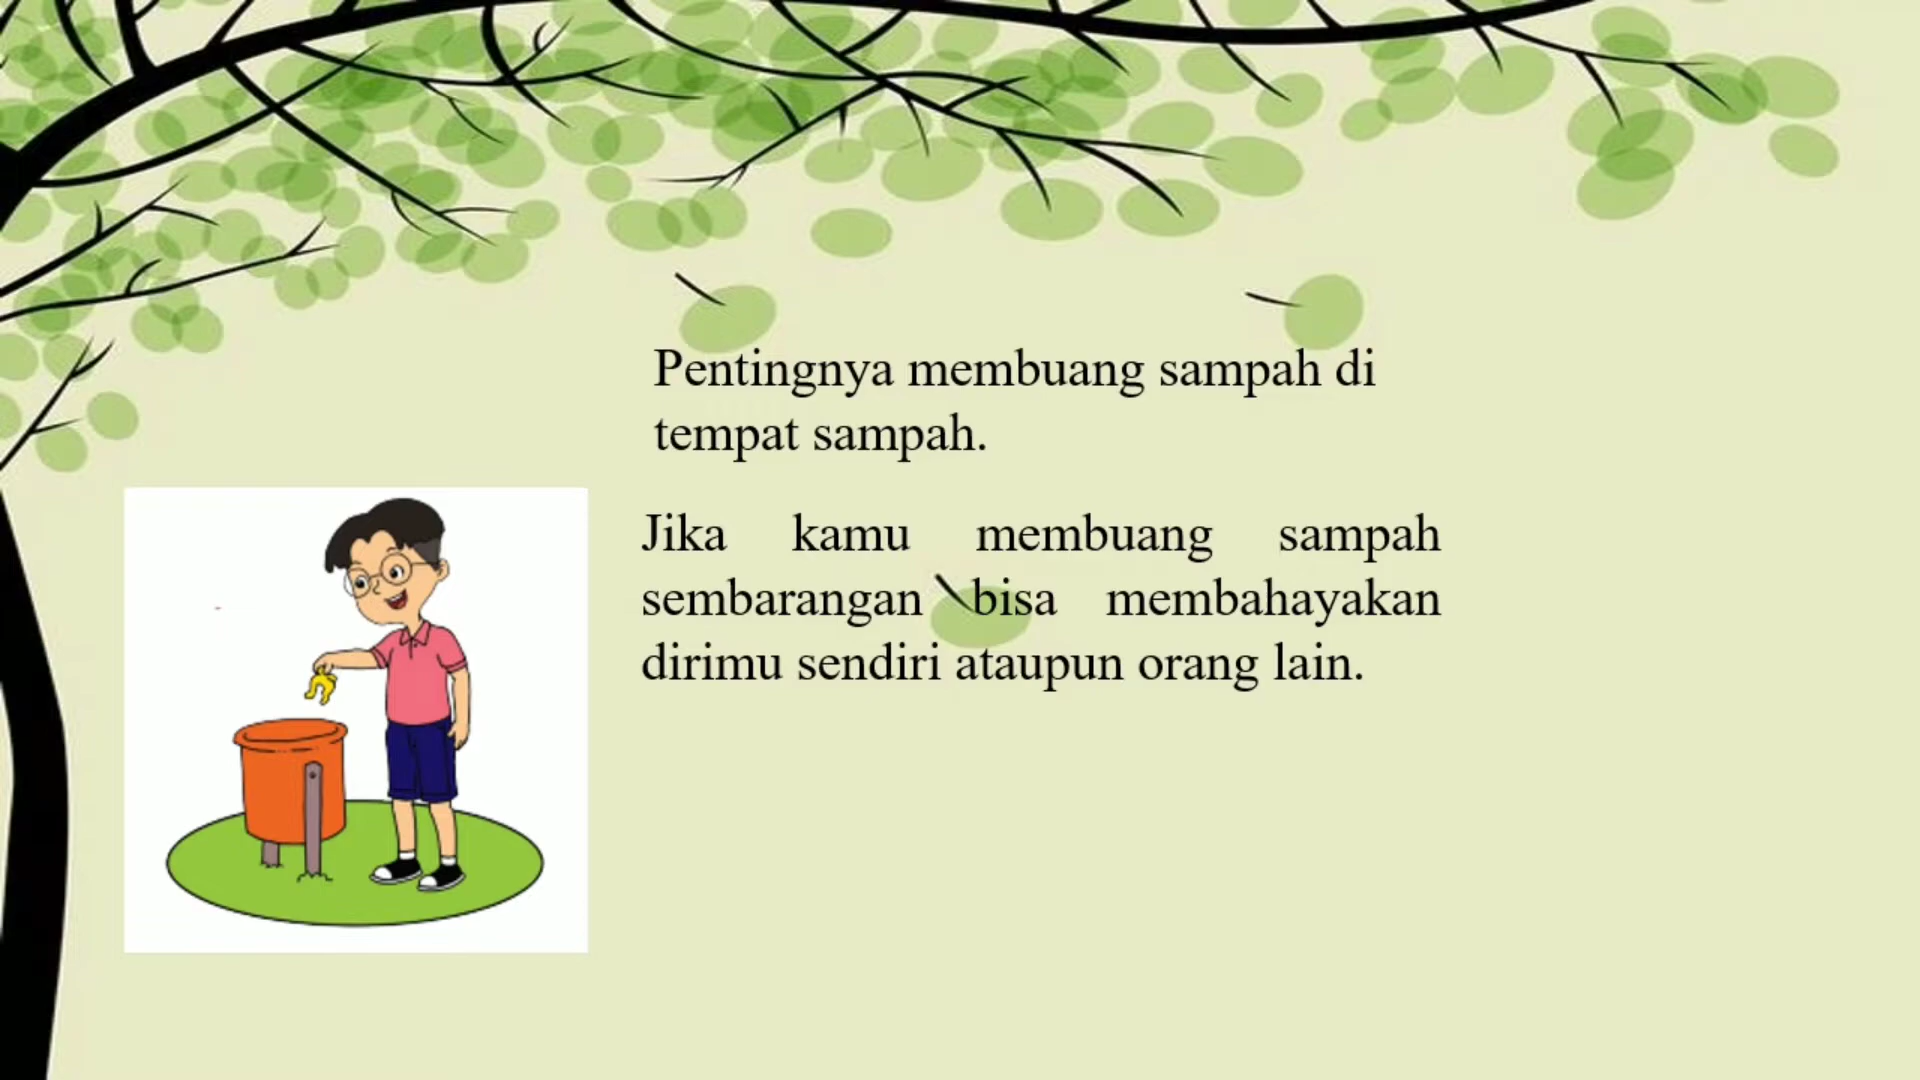 Pentingnya membuang sampah di
tempat sampah.
Jika kamu membuang sampah
sembarangan bisa membahayakan
dirimu sendiri ataupun orang lain.